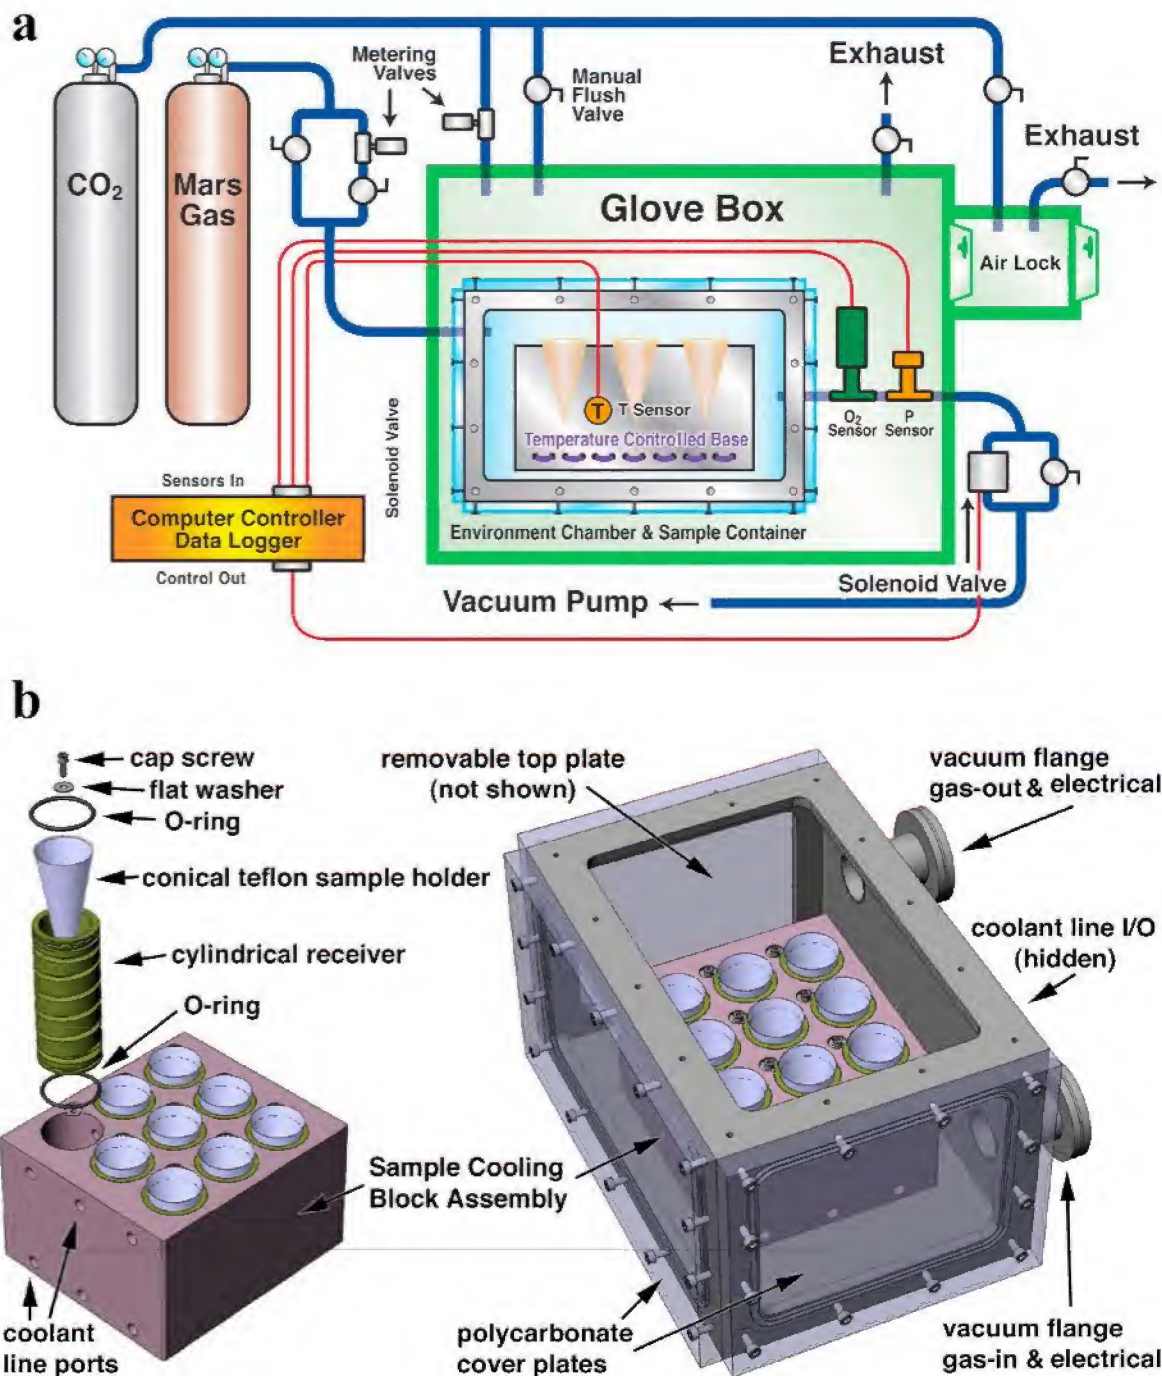 a
Metering
Valves
Manual
Flush
Valve
Exhaust
Exhaust
CO2
Mars
Gas
Glove Box
Air Lock
T
T Sensor
Temperature Controlled Base
O2
Sensor
P
Sensor
Solenoid Valve
Sensors In
Computer Controller
Data Logger
Control Out
Environment Chamber & Sample Container
Solenoid Valve
Vacuum Pump
b
cap screw
flat washer
O-ring
conical teflon sample holder
cylindrical receiver
O-ring
removable top plate
(not shown)
vacuum flange
gas-out & electrical
coolant line I/O
(hidden)
Sample Cooling
Block Assembly
coolant
line ports
polycarbonate
cover plates
vacuum flange
gas-in & electrical